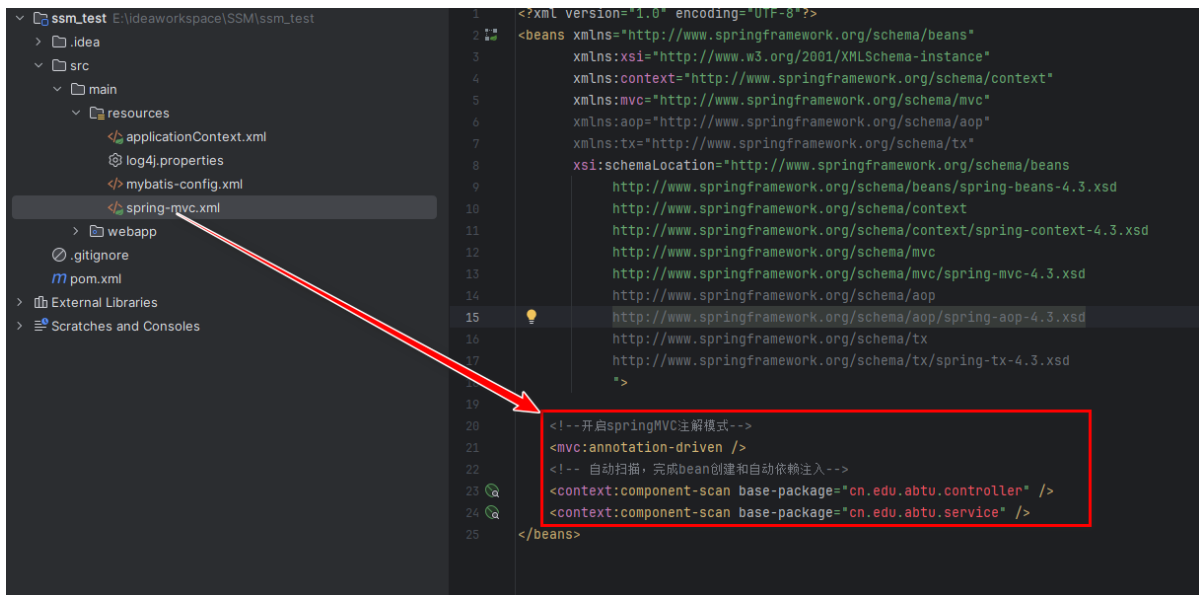 ssm_test E:\ideaworkspace\SSM\ssm_test
.idea
src
main
resources
applicationContext.xml
log4j.properties
mybatis-config.xml
spring-mvc.xml
webapp
.gitignore
pom.xml
External Libraries
Scratches and Consoles
1 <?xml version="1.0" encoding="UTF-8"?>
2 <beans xmlns="http://www.springframework.org/schema/beans"
3 xmlns:xsi="http://www.w3.org/2001/XMLSchema-instance"
4 xmlns:context="http://www.springframework.org/schema/context"
5 xmlns:mvc="http://www.springframework.org/schema/mvc"
6 xmlns:aop="http://www.springframework.org/schema/aop"
7 xmlns:tx="http://www.springframework.org/schema/tx"
8 xsi:schemaLocation="http://www.springframework.org/schema/beans
9 http://www.springframework.org/schema/beans/spring-beans-4.3.xsd
10 http://www.springframework.org/schema/context
11 http://www.springframework.org/schema/context/spring-context-4.3.xsd
12 http://www.springframework.org/schema/mvc
13 http://www.springframework.org/schema/mvc/spring-mvc-4.3.xsd
14 http://www.springframework.org/schema/aop
15 http://www.springframework.org/schema/aop/spring-aop-4.3.xsd
16 http://www.springframework.org/schema/tx
17 http://www.springframework.org/schema/tx/spring-tx-4.3.xsd
">
19
20 <!--开启springMVC注解模式-->
21 <mvc:annotation-driven />
22 <!-- 自动扫描，完成bean创建和自动依赖注入-->
23 <context:component-scan base-package="cn.edu.abtu.controller" />
24 <context:component-scan base-package="cn.edu.abtu.service" />
25 </beans>